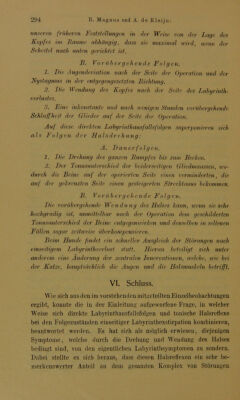 294 R. Magnus und A. de Kleijn:
unseren früheren Feststellungen in der Weise von der Lage des
Kopfes im Raume abhängig, dass sie maximal wird, wenn der
Scheitel nach unten gerichtet ist.
B. Vorübergehende Folgen.
1. Die Augendeviation nach der Seite der Operation und der
Nystagmus in der entgegengesetzten Richtung.
2. Die Wendung des Kopfes nach der Seite des Labyrinth-
verlustes.
3. Eine inkonstante und nach wenigen Stunden vorübergehende
Schlaffheit der Glieder auf der Seite der Operation.
Auf diese direkten Labyrinthausfallsfolgen superponieren sich
als Folgen der Halsdrehung:
A. Dauerfolgen.
1. Die Drehung des ganzen Rumpfes bis zum Becken.
2. Der Tonusunterschied der beiderseitigen Gliedmaassen, wo-
durch die Beine auf der operierten Seite einen verminderten, die
auf der gekreuzten Seite einen gesteigerten Strecktonus bekommen.
B. Vorübergehende Folgen.
Die vorübergehende Wendung des Halses kann, wenn sie sehr
hochgradig ist, unmittelbar nach der Operation dem geschilderten
Tonusunterschied der Beine entgegenwirken und denselben in seltenen
Fällen sogar zeitweise überkompensieren.
Beim Hunde findet ein schneller Ausgleich der Störungen nach
einseitigem Labyrinthverlust statt. Hieran beteiligt sich unter
anderem eine Änderung der zentralen Innervationen, welche, wie bei
der Katze, hauptsächlich die Augen und die Halsmuskeln betrifft.
VI. Schluss.
Wie sich aus den im vorstehenden mitgeteilten Hundbeobachtungen
ergibt, konnte die in der Einleitung aufgeworfene Frage, in welcher
Weise sich direkte Labyrinthausfallsfolgen und tonische Halsreflexe
bei den Folgezuständen einseitiger Labyrinthexstirpation kombinieren,
beantwortet werden. Es hat sich als möglich erwiesen, diejenigen
Symptome, welche durch die Drehung und Wendung des Halses
bedingt sind, von den eigentlichen Labyrinthsymptomen zu sondern.
Dabei stellte es sich heraus, dass diesen Halsreflexen ein sehr be-
merkenswerter Anteil an dem gesamten Komplex von Störungen